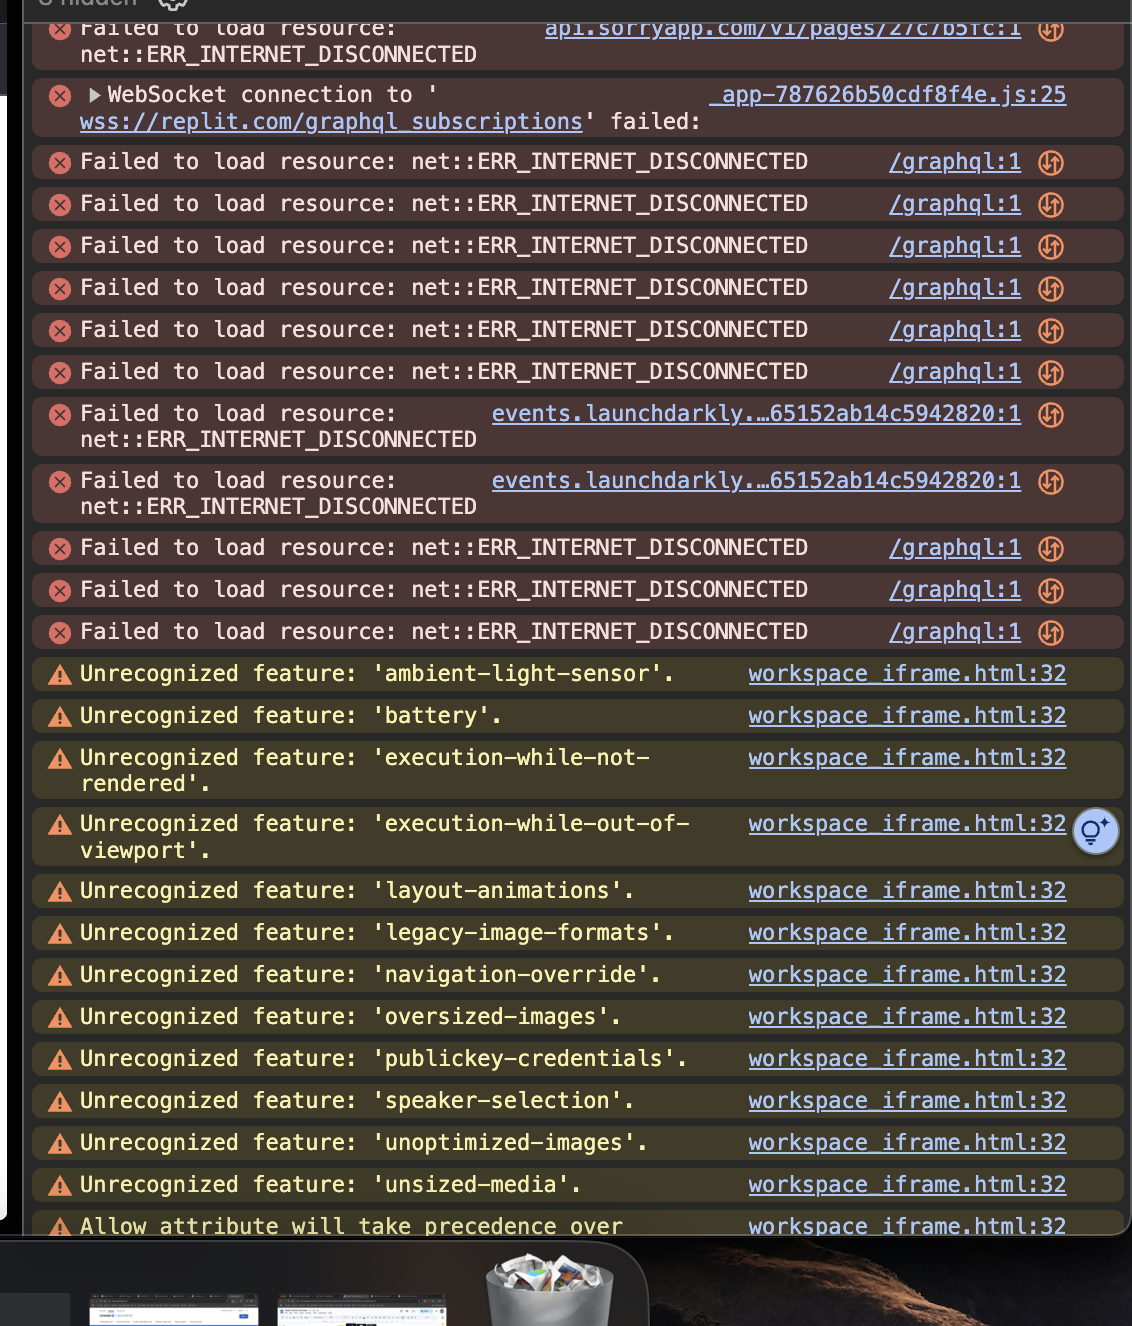 Failed to load resource: api.sorryapp.com/v1/pages/27c7b5fc:1
net::ERR_INTERNET_DISCONNECTED
WebSocket connection to ' _app-787626b50cdf8f4e.js:25
wss://replit.com/graphql_subscriptions' failed:
Failed to load resource: net::ERR_INTERNET_DISCONNECTED /graphql:1
Failed to load resource: net::ERR_INTERNET_DISCONNECTED /graphql:1
Failed to load resource: net::ERR_INTERNET_DISCONNECTED /graphql:1
Failed to load resource: net::ERR_INTERNET_DISCONNECTED /graphql:1
Failed to load resource: net::ERR_INTERNET_DISCONNECTED /graphql:1
Failed to load resource: net::ERR_INTERNET_DISCONNECTED /graphql:1
Failed to load resource: events.launchdarkly.…65152ab14c5942820:1
net::ERR_INTERNET_DISCONNECTED
Failed to load resource: events.launchdarkly.…65152ab14c5942820:1
net::ERR_INTERNET_DISCONNECTED
Failed to load resource: net::ERR_INTERNET_DISCONNECTED /graphql:1
Failed to load resource: net::ERR_INTERNET_DISCONNECTED /graphql:1
Failed to load resource: net::ERR_INTERNET_DISCONNECTED /graphql:1
Unrecognized feature: 'ambient-light-sensor'. workspace_iframe.html:32
Unrecognized feature: 'battery'. workspace_iframe.html:32
Unrecognized feature: 'execution-while-not- workspace_iframe.html:32
rendered'.
Unrecognized feature: 'execution-while-out-of- workspace_iframe.html:32
viewport'.
Unrecognized feature: 'layout-animations'. workspace_iframe.html:32
Unrecognized feature: 'legacy-image-formats'. workspace_iframe.html:32
Unrecognized feature: 'navigation-override'. workspace_iframe.html:32
Unrecognized feature: 'oversized-images'. workspace_iframe.html:32
Unrecognized feature: 'publickey-credentials'. workspace_iframe.html:32
Unrecognized feature: 'speaker-selection'. workspace_iframe.html:32
Unrecognized feature: 'unoptimized-images'. workspace_iframe.html:32
Unrecognized feature: 'unsized-media'. workspace_iframe.html:32
Allow attribute will take precedence over workspace_iframe.html:32